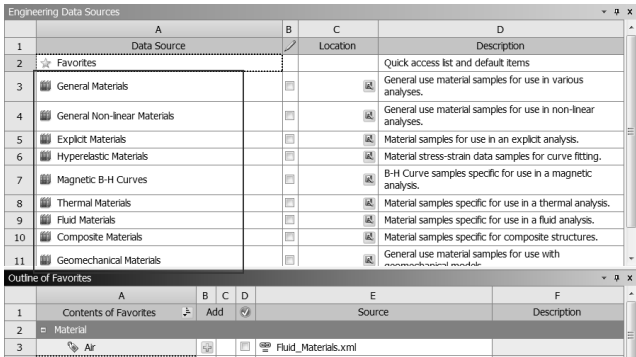 Engineering Data Sources
A B C D
1 Data Source Location Description
2 Favorites Quick access list and default items
3 General Materials General use material samples for use in various analyses.
4 General Non-linear Materials General use material samples for use in non-linear analyses.
5 Explicit Materials Material samples for use in an explicit analysis.
6 Hyperelastic Materials Material stress-strain data samples for curve fitting.
7 Magnetic B-H Curves B-H Curve samples specific for use in a magnetic analysis.
8 Thermal Materials Material samples specific for use in a thermal analysis.
9 Fluid Materials Material samples specific for use in a fluid analysis.
10 Composite Materials Material samples specific for composite structures.
11 Geomechanical Materials General use material samples for use with geomechanical models.
Outline of Favorites
A B C D E F
1 Contents of Favorites Add Source Description
2 Material
3 Air Fluid_Materials.xml